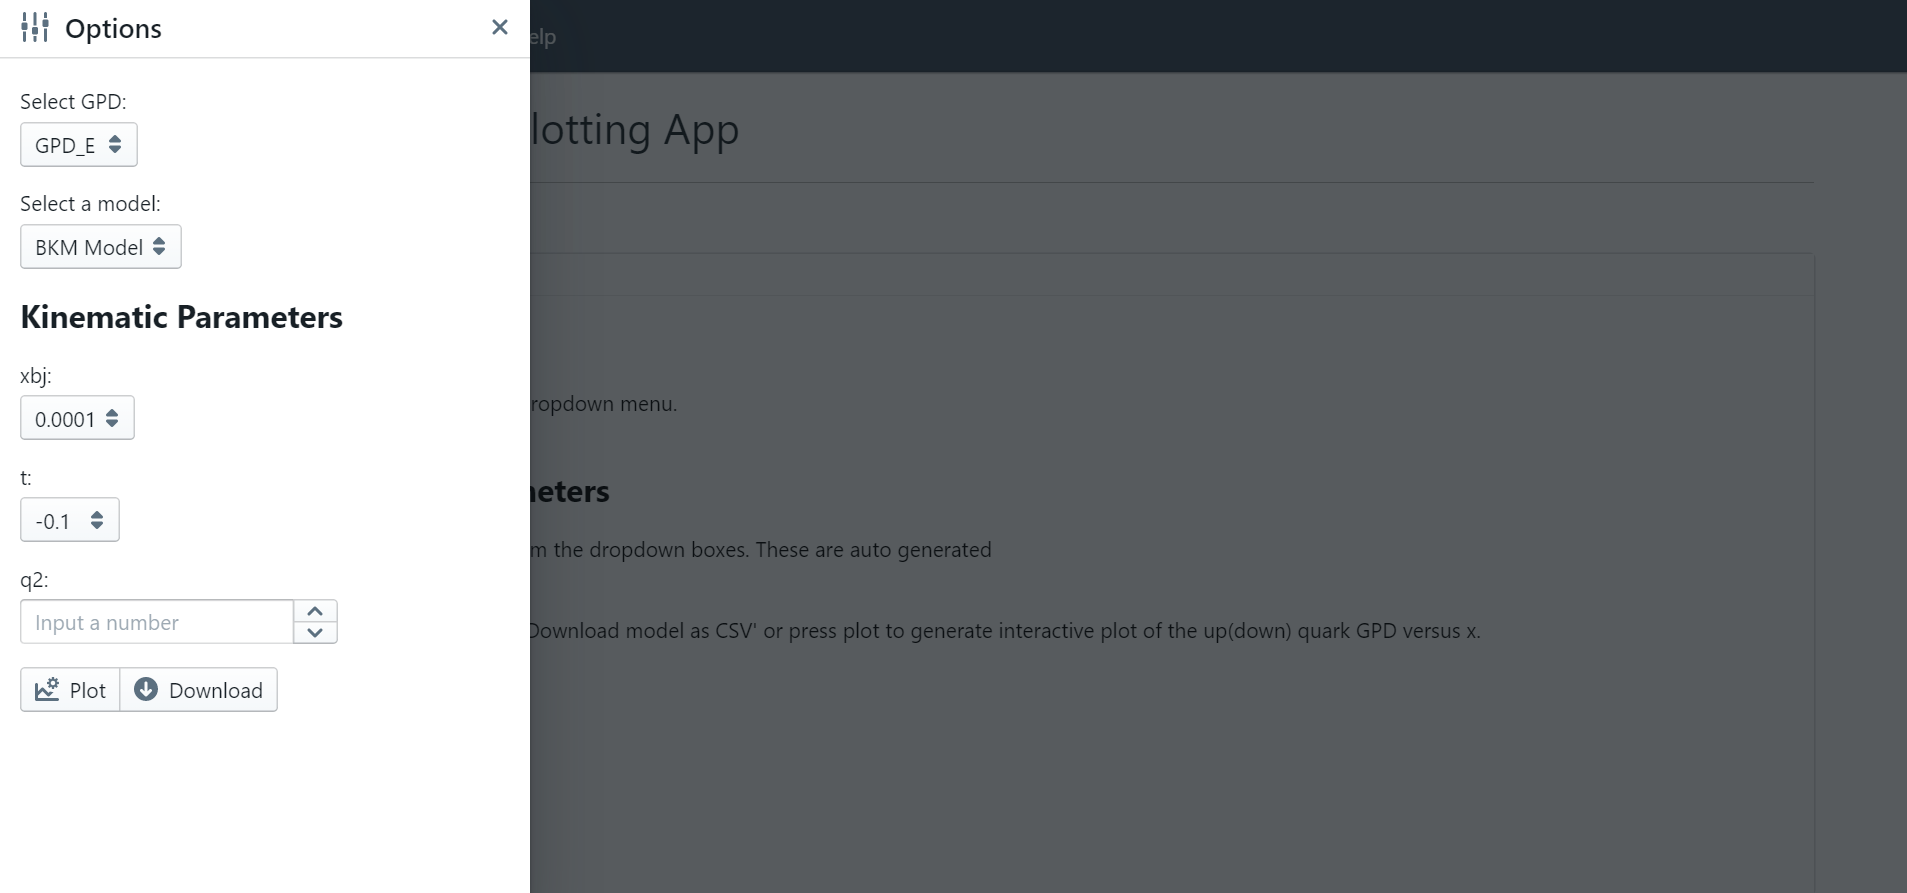 Options
Select GPD:
GPD_E
Select a model:
BKM Model
Kinematic Parameters
xbj:
0.0001
t:
-0.1
q2:
Input a number
Plot
Download
elp
lotting App
ropdown menu.
neters
m the dropdown boxes. These are auto generated
Download model as CSV' or press plot to generate interactive plot of the up(down) quark GPD versus x.